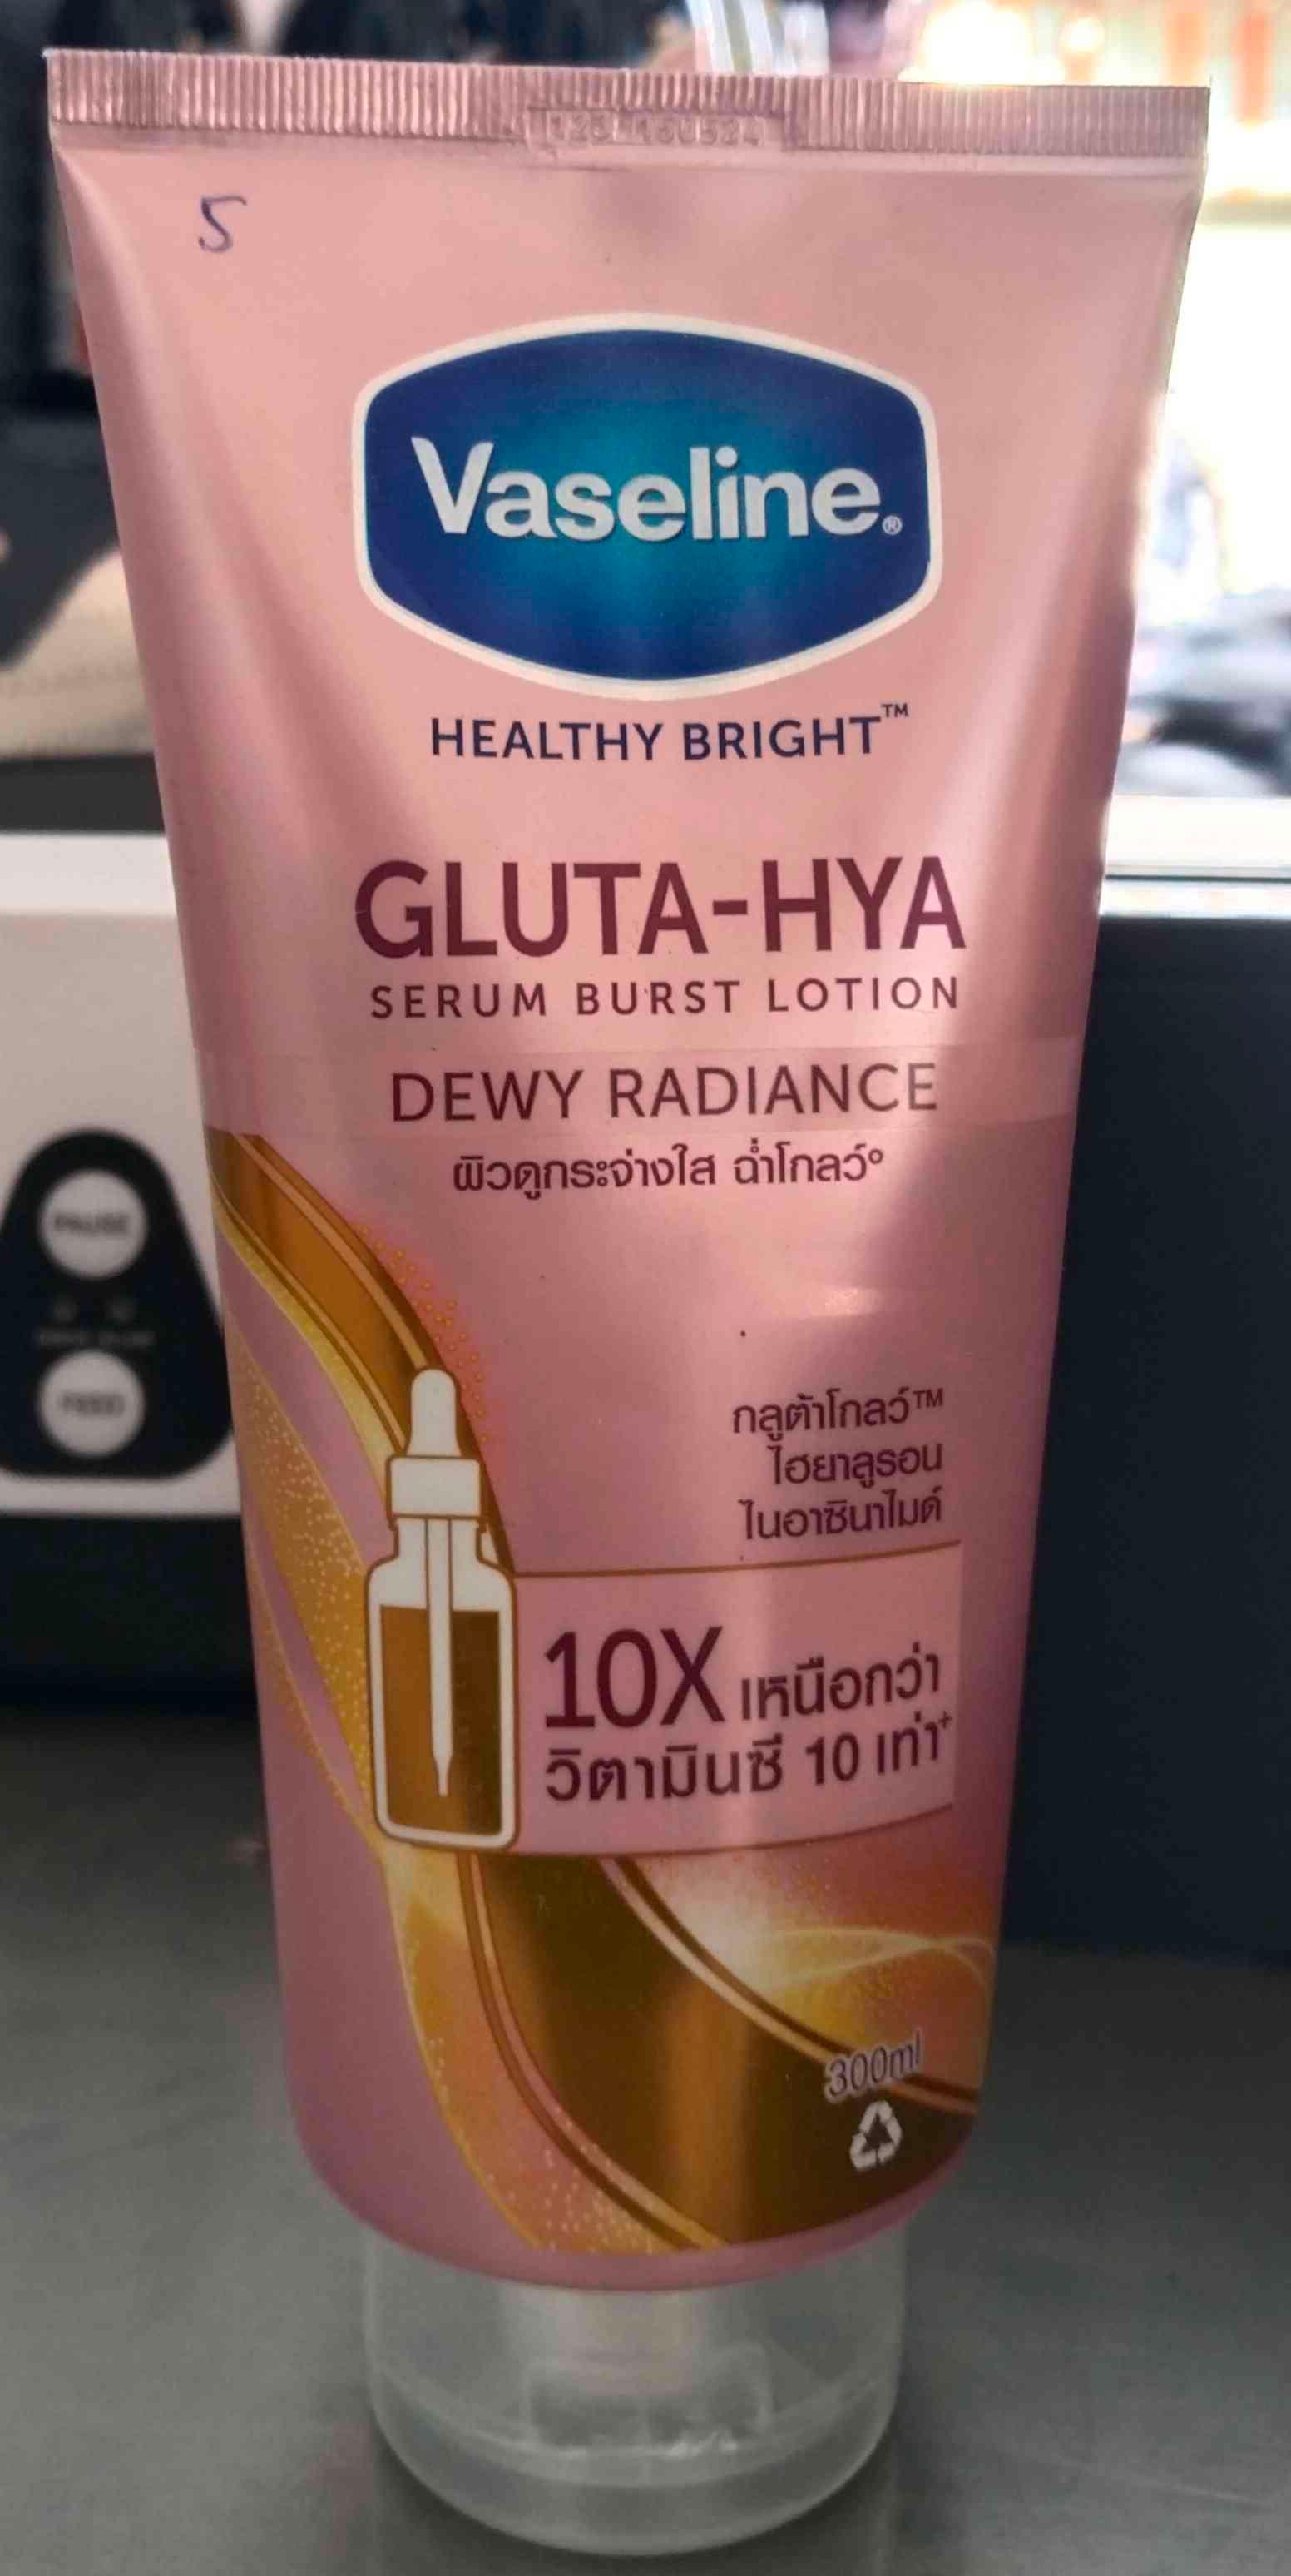 5
Vaseline®
HEALTHY BRIGHT™
GLUTA-HYA
SERUM BURST LOTION
DEWY RADIANCE
ผิวดูกระจ่างใส ฉ่ำโกลว์°
กลูต้าโกลว์™
ไฮยาลูรอน
ไนอาซินาไมด์
10X เหนือกว่า
วิตามินซี 10 เท่า⁺
300ml
PAUSE
FEED